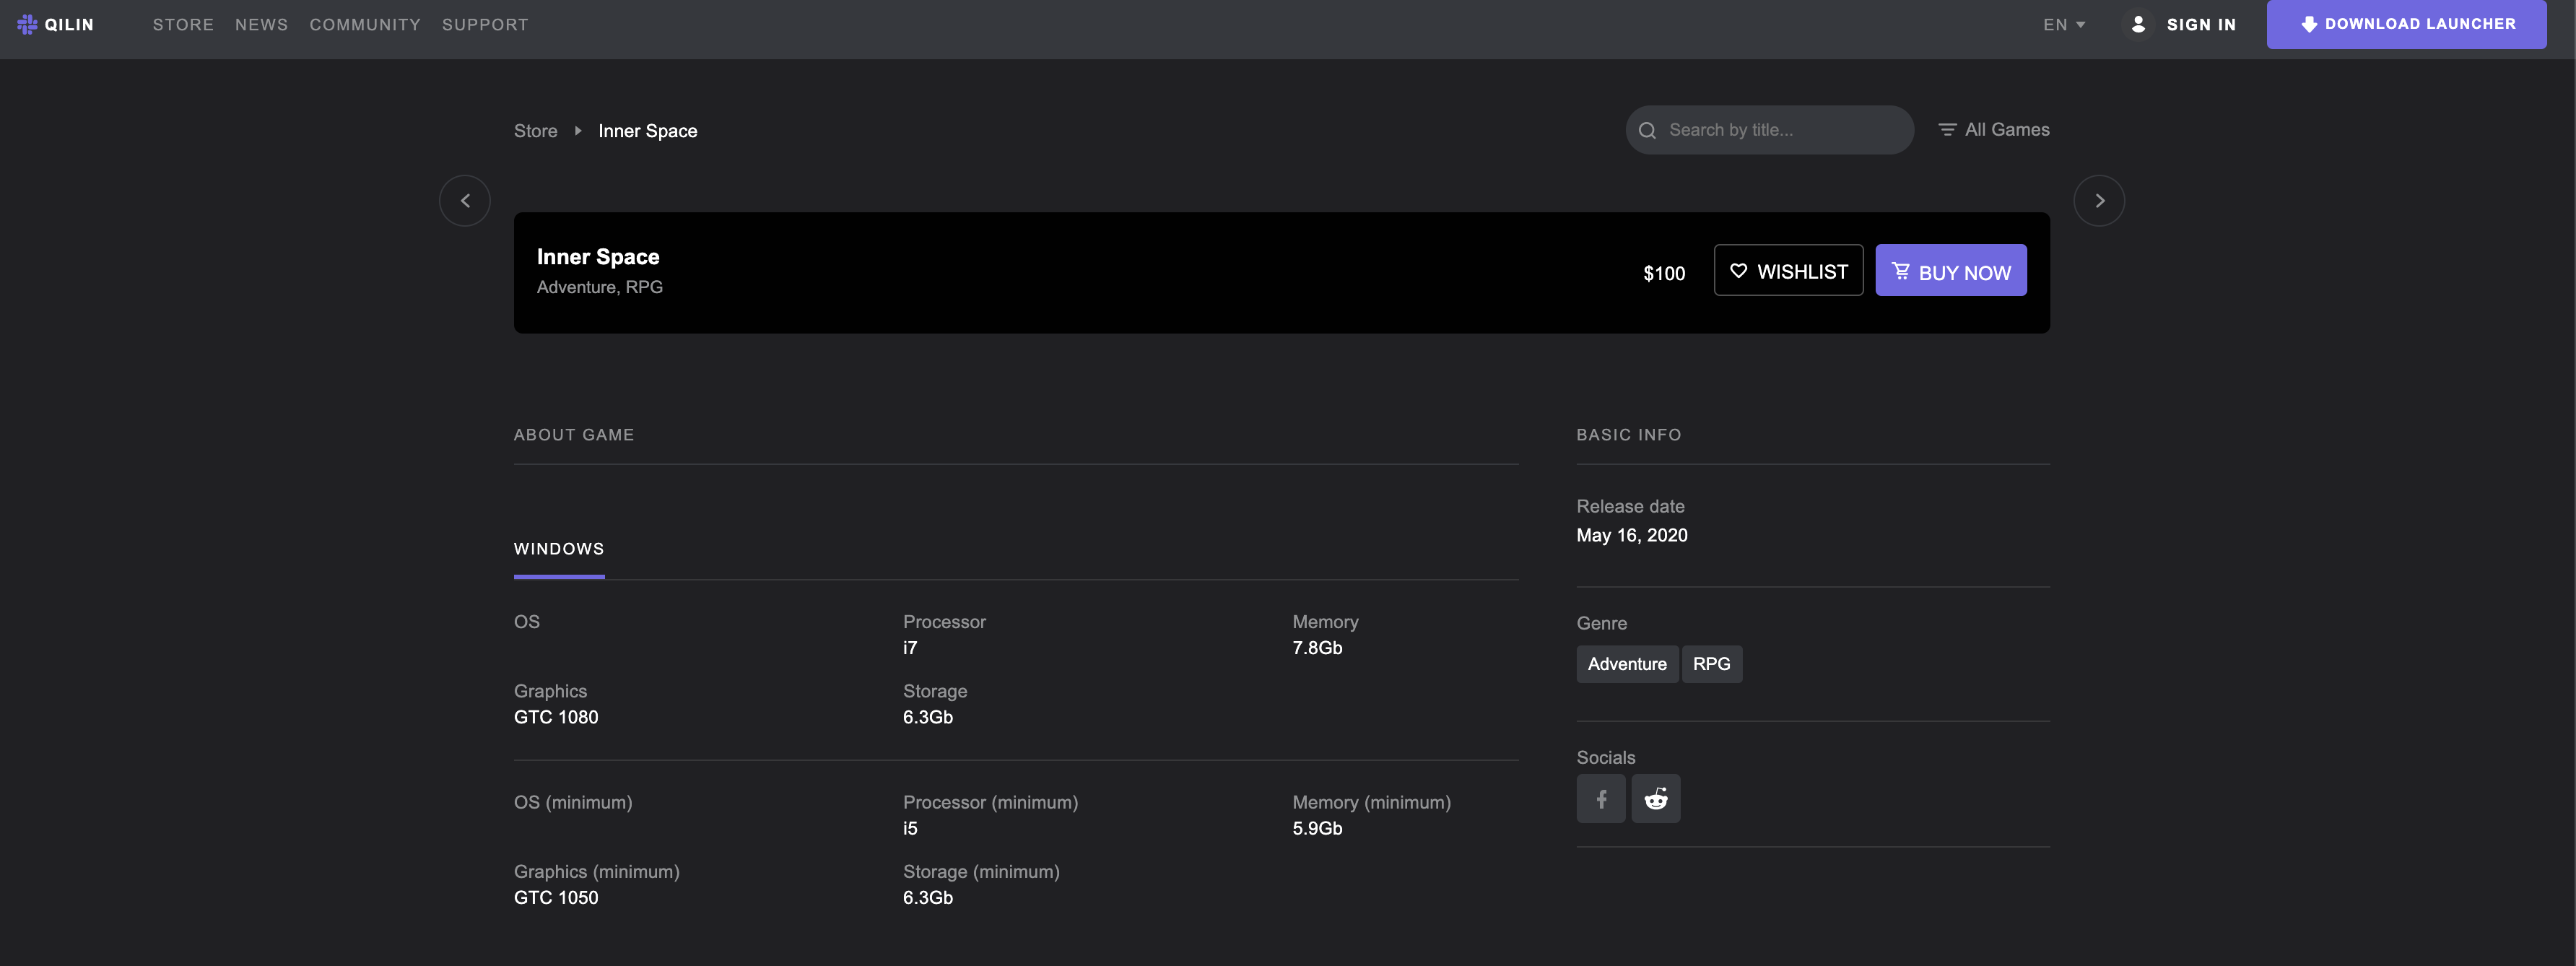 QILIN
STORE NEWS COMMUNITY SUPPORT
EN
SIGN IN
DOWNLOAD LAUNCHER
Store
Inner Space
Search by title...
All Games
Inner Space
Adventure, RPG
$100
WISHLIST
BUY NOW
ABOUT GAME
WINDOWS
OS
Processor
i7
Memory
7.8Gb
Graphics
GTC 1080
Storage
6.3Gb
OS (minimum)
Processor (minimum)
i5
Memory (minimum)
5.9Gb
Graphics (minimum)
GTC 1050
Storage (minimum)
6.3Gb
BASIC INFO
Release date
May 16, 2020
Genre
Adventure
RPG
Socials